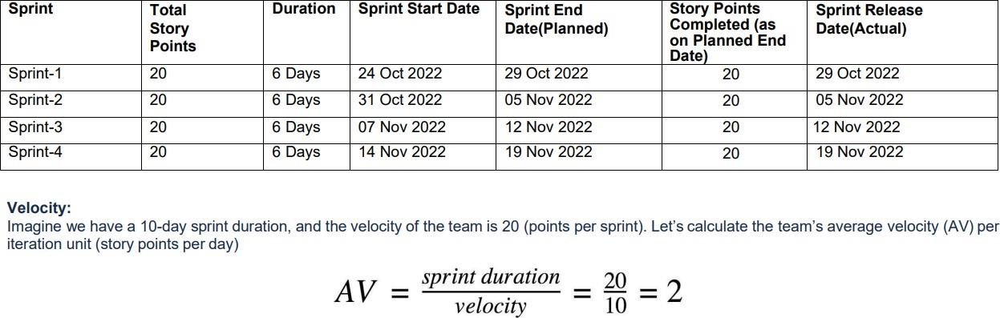 Sprint Total Story Points Duration Sprint Start Date Sprint End Date(Planned) Story Points Completed (as on Planned End Date) Sprint Release Date(Actual)
Sprint-1 20 6 Days 24 Oct 2022 29 Oct 2022 20 29 Oct 2022
Sprint-2 20 6 Days 31 Oct 2022 05 Nov 2022 20 05 Nov 2022
Sprint-3 20 6 Days 07 Nov 2022 12 Nov 2022 20 12 Nov 2022
Sprint-4 20 6 Days 14 Nov 2022 19 Nov 2022 20 19 Nov 2022
Velocity:
Imagine we have a 10-day sprint duration, and the velocity of the team is 20 (points per sprint). Let’s calculate the team’s average velocity (AV) per
iteration unit (story points per day)
AV = sprint duration / velocity = 20 / 10 = 2